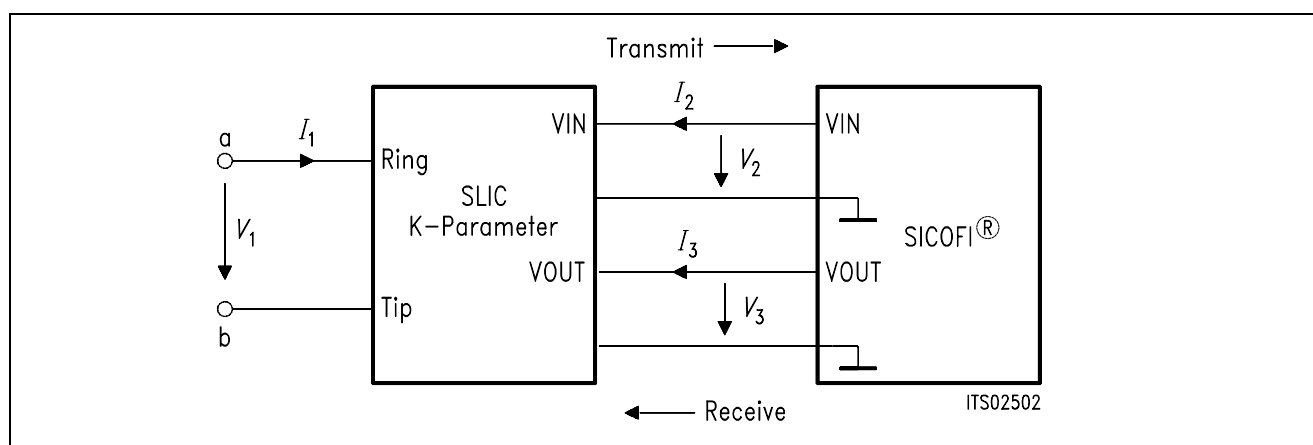 Transmit
I2
VIN
VIN
a
I1
Ring
V2
SLIC
K-Parameter
V1
SICOFI®
I3
VOUT
VOUT
V3
Tip
b
ITS02502
Receive